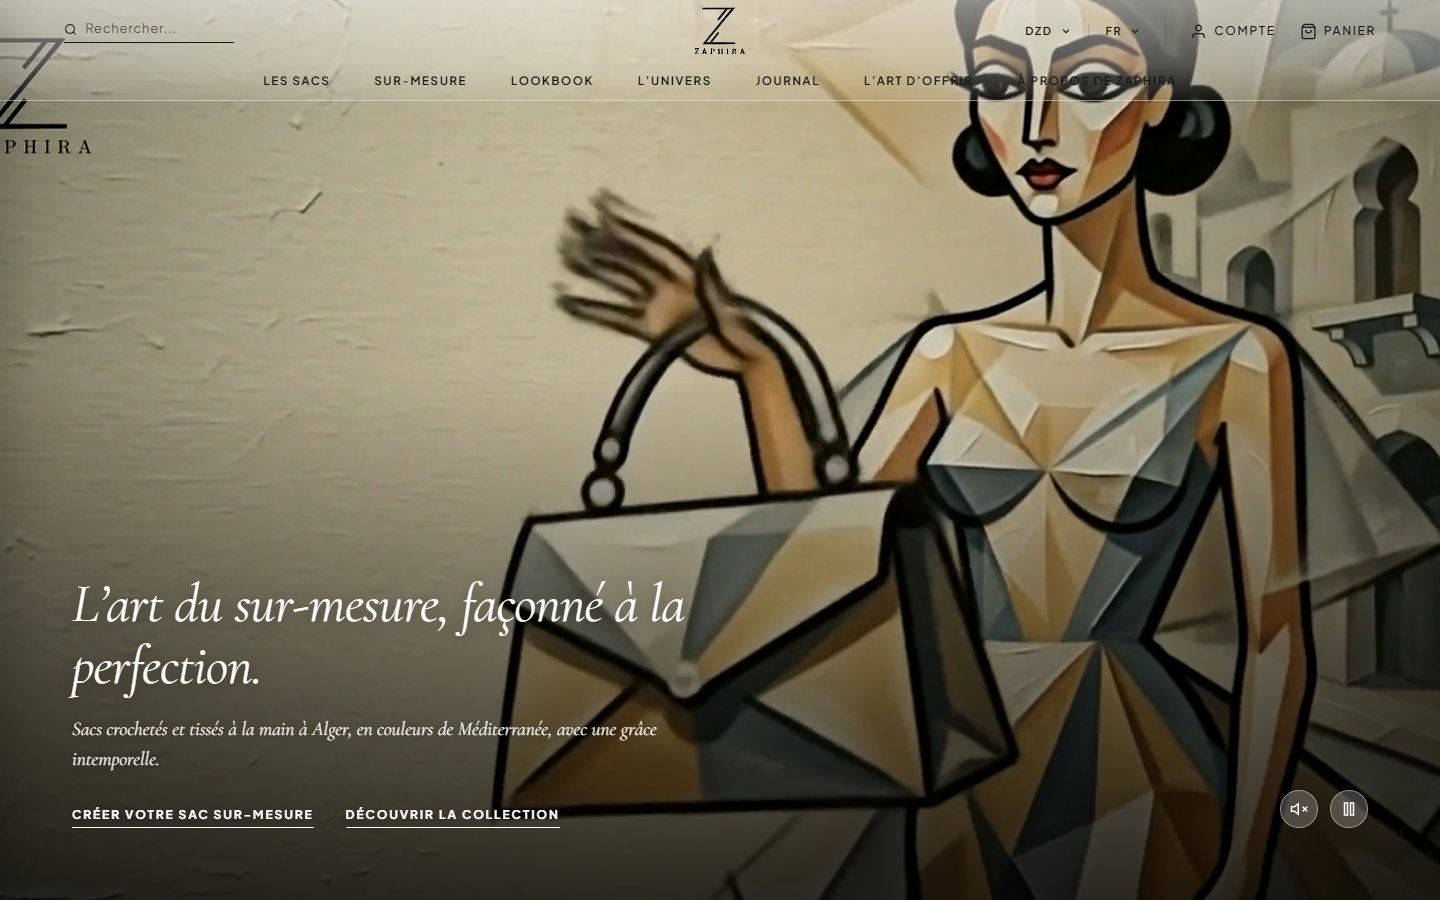 Rechercher...
ZAPHIRA
DZD
FR
COMPTE
PANIER
LES SACS
SUR-MESURE
LOOKBOOK
L'UNIVERS
JOURNAL
L'ART D'OFFRIR
À PROPOS DE ZAPHIRA
PHIRA
L'art du sur-mesure, façonné à la
perfection.
Sacs crochetés et tissés à la main à Alger, en couleurs de Méditerranée, avec une grâce
intemporelle.
CRÉER VOTRE SAC SUR-MESURE
DÉCOUVRIR LA COLLECTION